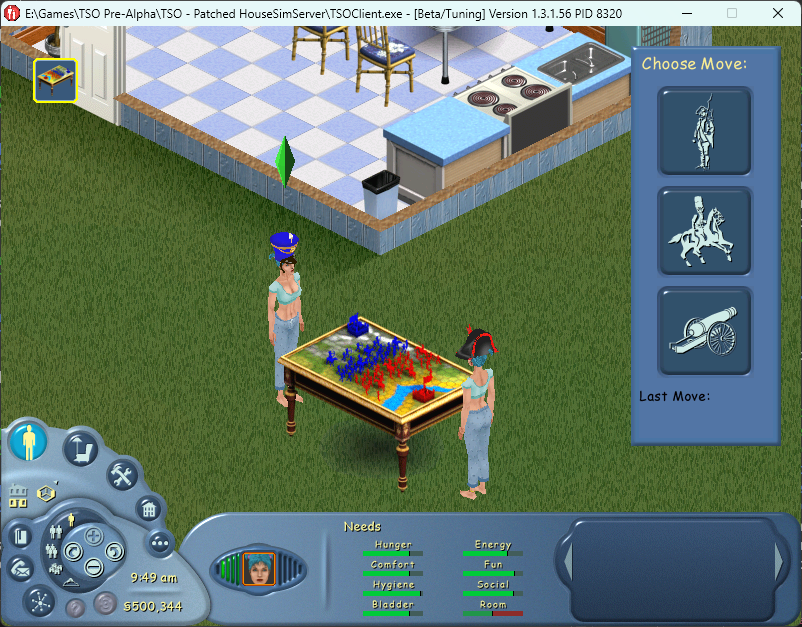 E:\Games\TSO Pre-Alpha\TSO - Patched HouseSimServer\TSOClient.exe - [Beta/Tuning] Version 1.3.1.56 PID 8320
Choose Move:
Last Move:
Needs
Hunger
Energy
Comfort
Fun
Hygiene
Social
Bladder
Room
9:49 am
§500,344